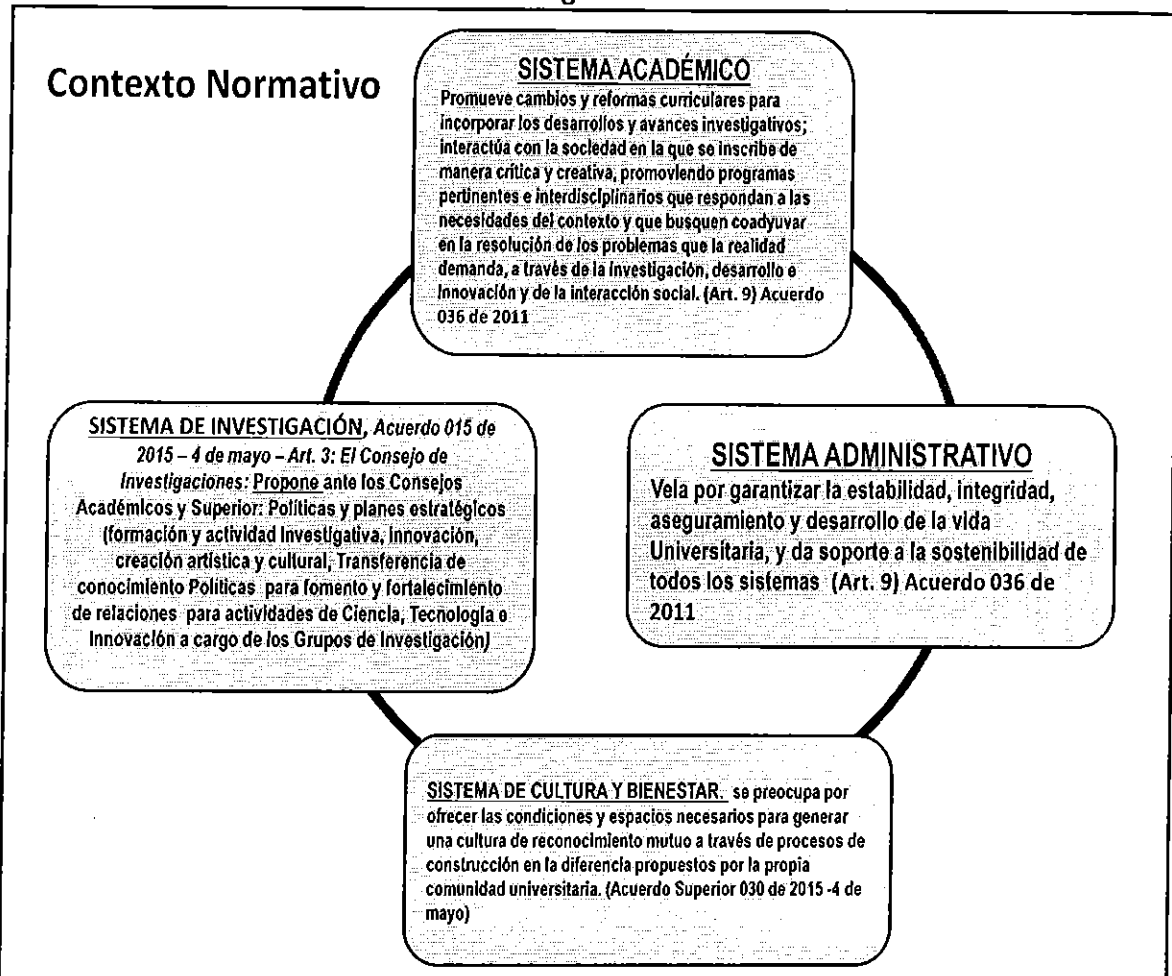 Contexto Normativo
SISTEMA ACADÉMICO
Promueve cambios y reformas curriculares para
incorporar los desarrollos y avances investigativos;
interactúa con la sociedad en la que se inscribe de
manera crítica y creativa, promoviendo programas
pertinentes e interdisciplinarios que respondan a las
necesidades del contexto y que busquen coadyuvar
en la resolución de los problemas que la realidad
demanda, a través de la investigación, desarrollo e
innovación y de la interacción social. (Art. 9) Acuerdo
036 de 2011
SISTEMA DE INVESTIGACIÓN, Acuerdo 015 de
2015 – 4 de mayo – Art. 3: El Consejo de
Investigaciones: Propone ante los Consejos
Académicos y Superior: Políticas y planes estratégicos
(formación y actividad investigativa, innovación,
creación artística y cultural, Transferencia de
conocimiento Políticas para fomento y fortalecimiento
de relaciones para actividades de Ciencia, Tecnología e
Innovación a cargo de los Grupos de Investigación)
SISTEMA ADMINISTRATIVO
Vela por garantizar la estabilidad, integridad,
aseguramiento y desarrollo de la vida
Universitaria, y da soporte a la sostenibilidad de
todos los sistemas (Art. 9) Acuerdo 036 de
2011
SISTEMA DE CULTURA Y BIENESTAR. se preocupa por
ofrecer las condiciones y espacios necesarios para generar
una cultura de reconocimiento mutuo a través de procesos de
construcción en la diferencia propuestos por la propia
comunidad universitaria. (Acuerdo Superior 030 de 2015 -4 de
mayo)